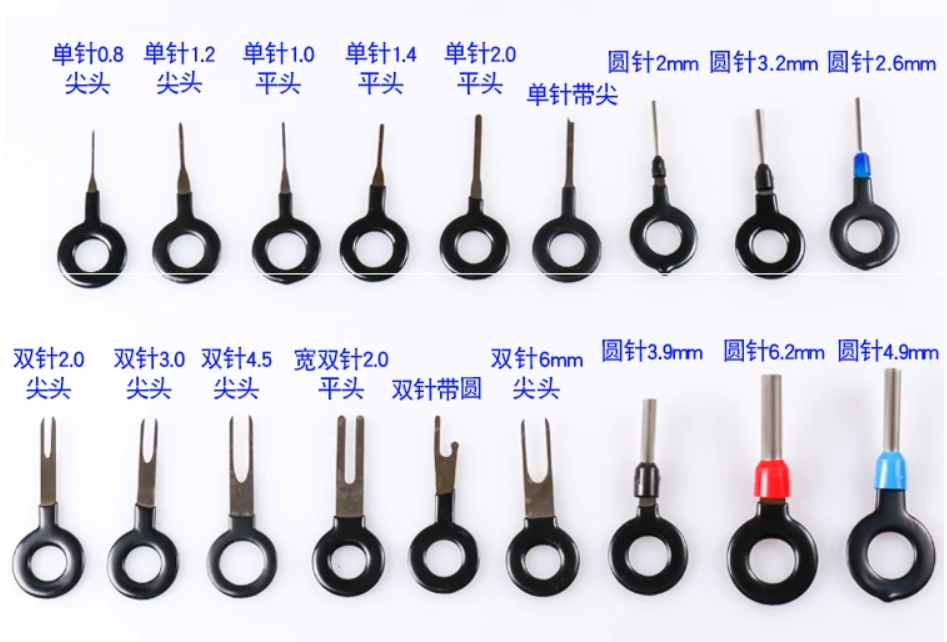 单针0.8
尖头
单针1.2
尖头
单针1.0
平头
单针1.4
平头
单针2.0
平头
单针带尖
圆针2mm
圆针3.2mm
圆针2.6mm
双针2.0
尖头
双针3.0
尖头
双针4.5
尖头
宽双针2.0
平头
双针带圆
双针6mm
尖头
圆针3.9mm
圆针6.2mm
圆针4.9mm